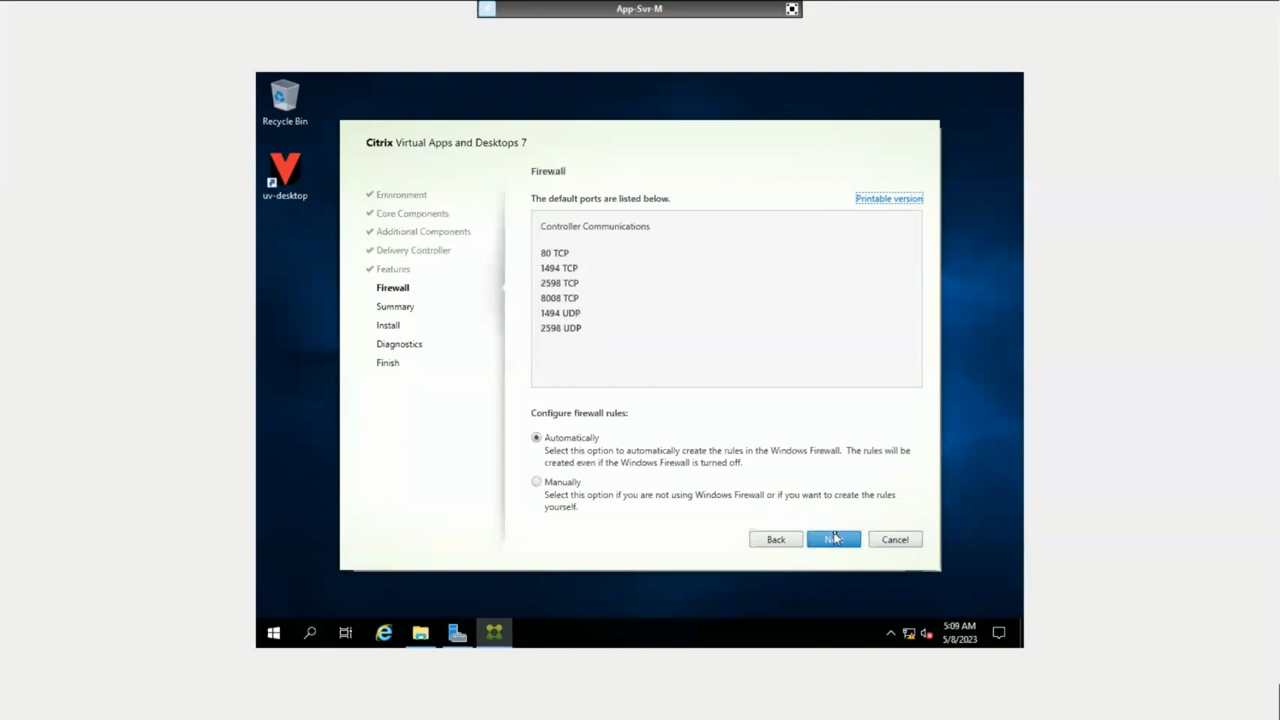 App-Svr-M
Recycle Bin
uv-desktop
Citrix Virtual Apps and Desktops 7
Environment
Core Components
Additional Components
Delivery Controller
Features
Firewall
Summary
Install
Diagnostics
Finish
Firewall
The default ports are listed below.
Printable version
Controller Communications
80 TCP
1494 TCP
2598 TCP
8008 TCP
1494 UDP
2598 UDP
Configure firewall rules:
Automatically
Select this option to automatically create the rules in the Windows Firewall. The rules will be
created even if the Windows Firewall is turned off.
Manually
Select this option if you are not using Windows Firewall or if you want to create the rules
yourself.
Back
Cancel
5:09 AM
5/8/2023